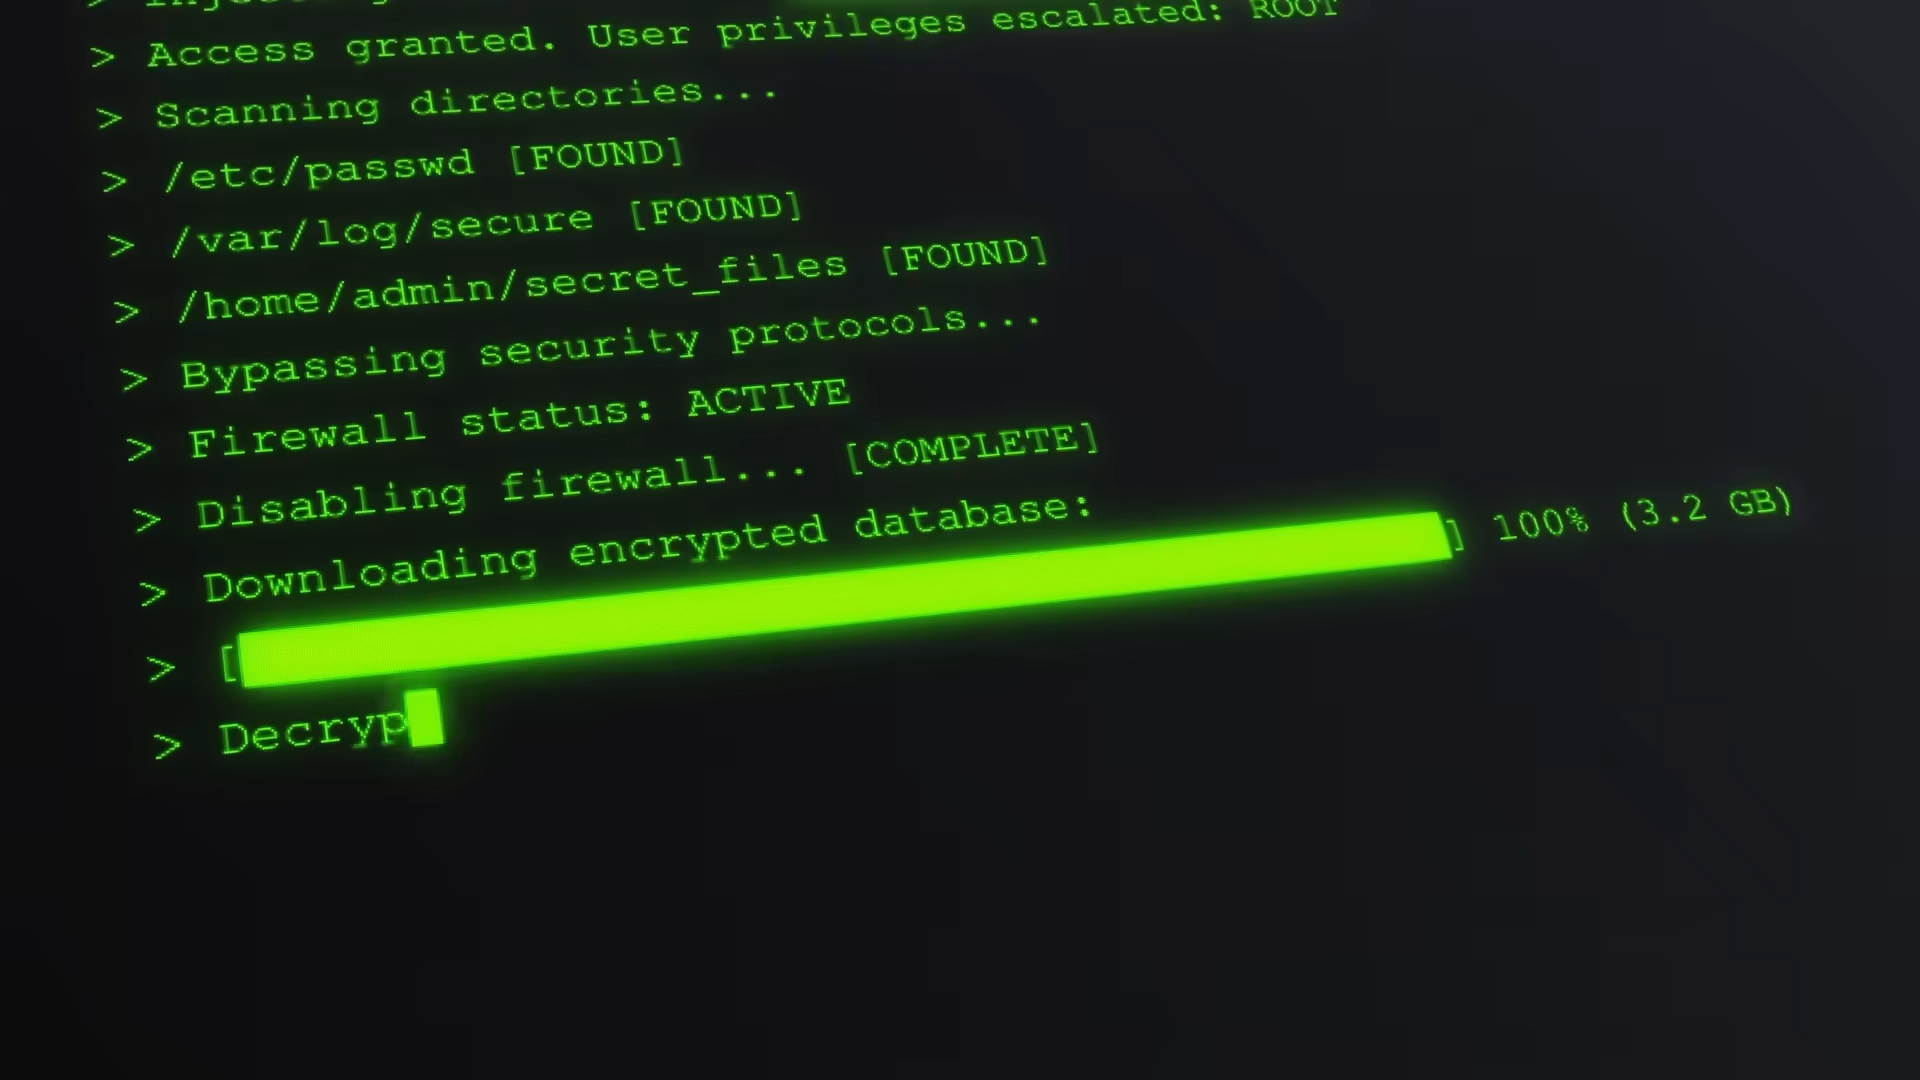 > Access granted. User privileges escalated: ROOT
> Scanning directories...
> /etc/passwd [FOUND]
> /var/log/secure [FOUND]
> /home/admin/secret_files [FOUND]
> Bypassing security protocols...
> Firewall status: ACTIVE
> Disabling firewall... [COMPLETE]
> Downloading encrypted database:
> [] 100% (3.2 GB)
> Decryp